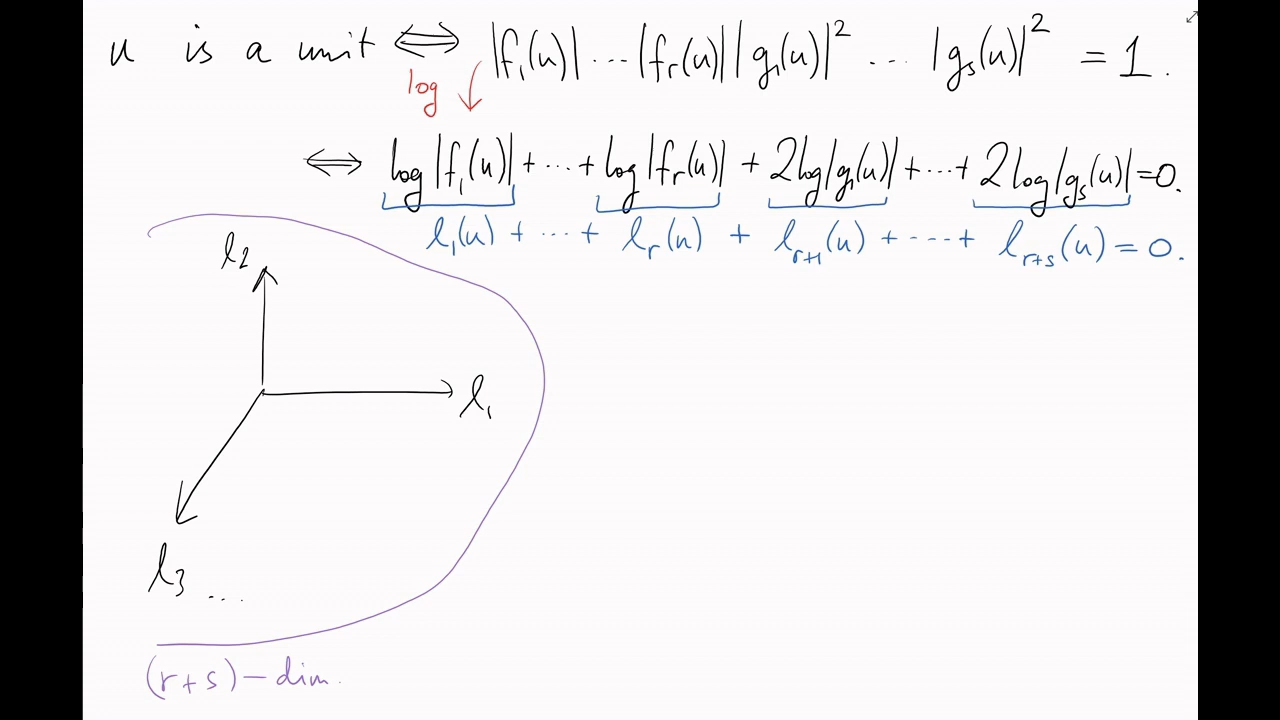 u is a unit ⟺ |f₁(u)| ... |fᵣ(u)| |g₁(u)|² ... |gₛ(u)|² = 1.
log
⟺ log|f₁(u)| + ... + log|fᵣ(u)| + 2log|g₁(u)| + ... + 2log|gₛ(u)| = 0.
l₁(u) + ... + lᵣ(u) + lᵣ₊₁(u) + ---- + lᵣ₊ₛ(u) = 0.
l₂
l₁
l₃ ...
(r+s)-dim.